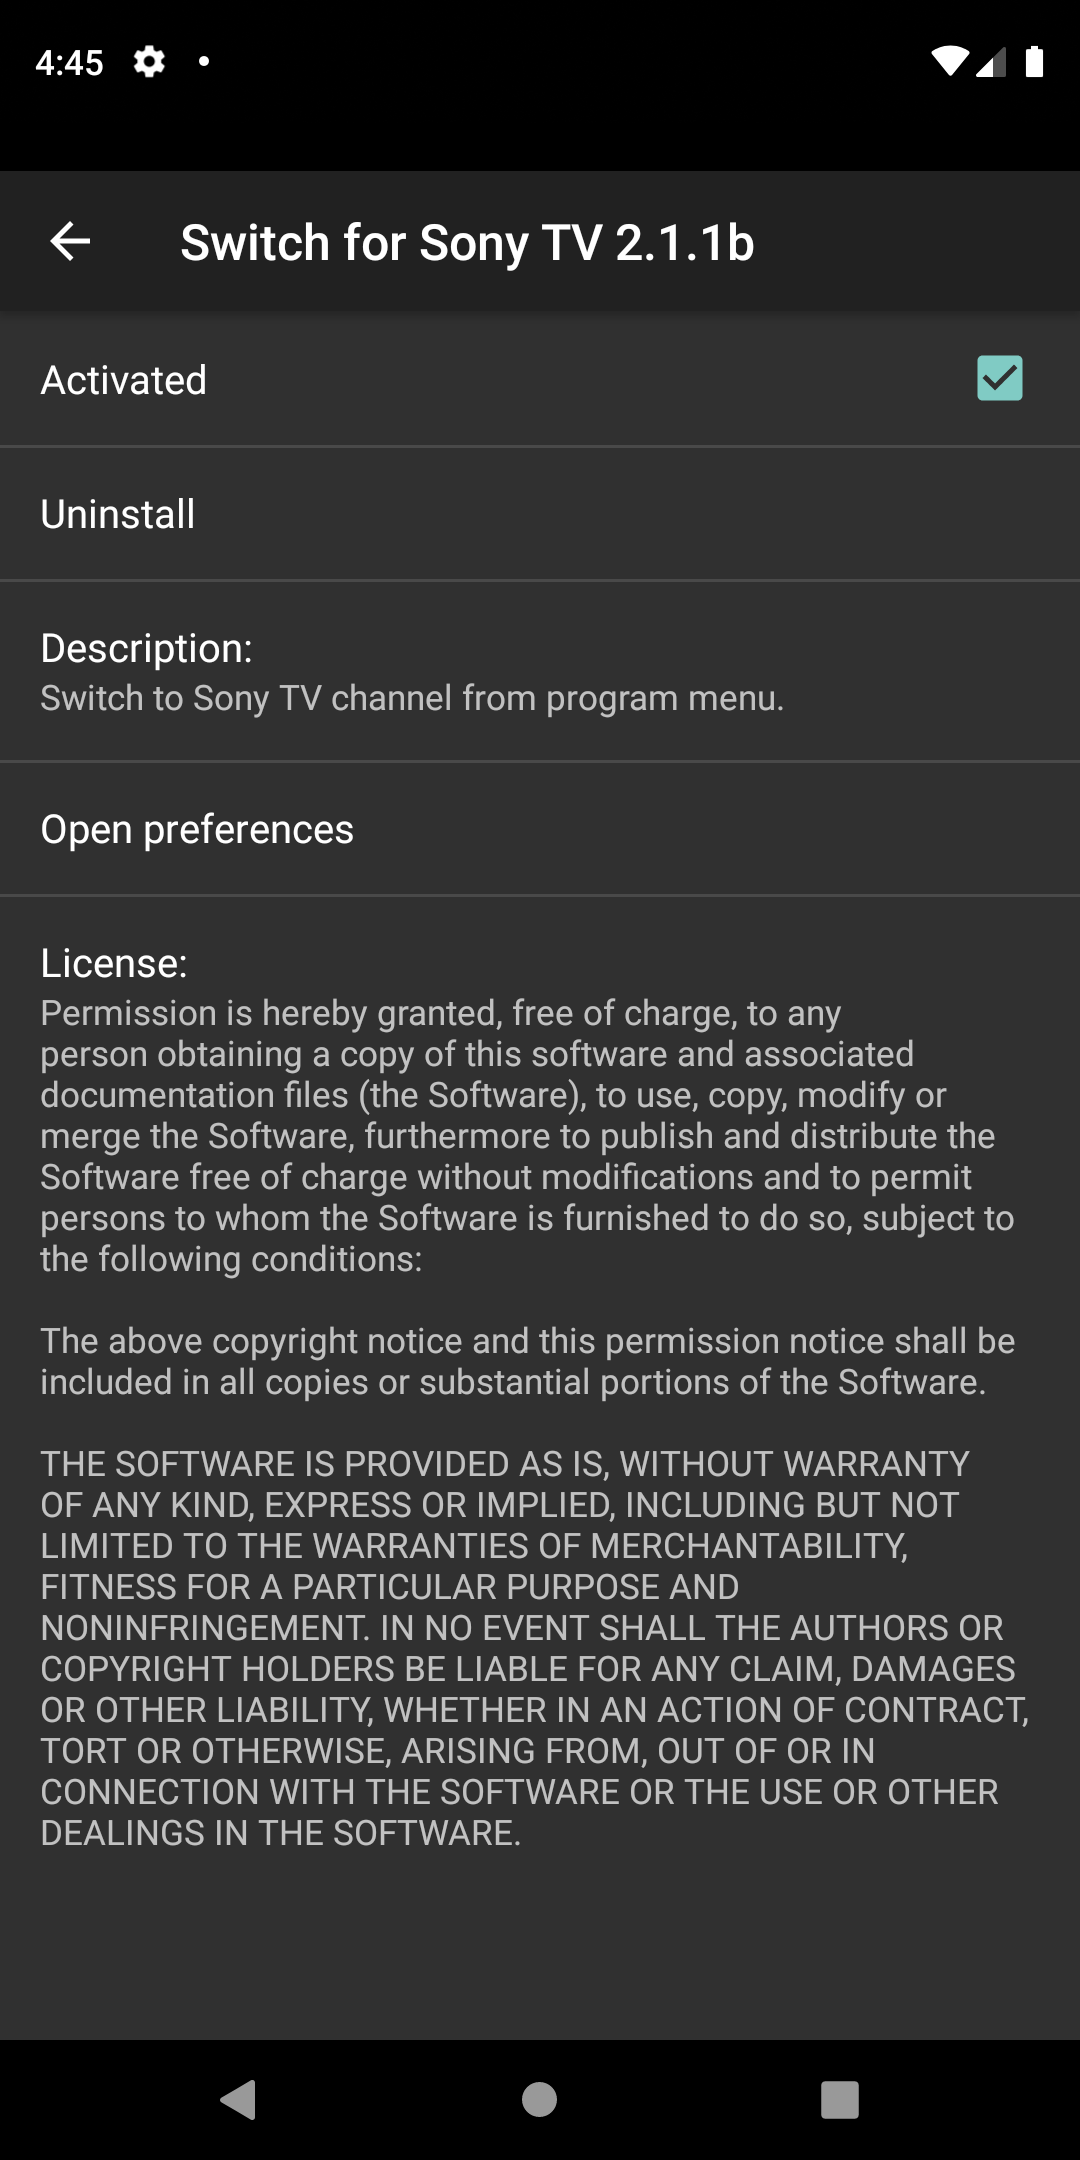 4:45
Switch for Sony TV 2.1.1b
Activated
Uninstall
Description:
Switch to Sony TV channel from program menu.
Open preferences
License:
Permission is hereby granted, free of charge, to any
person obtaining a copy of this software and associated
documentation files (the Software), to use, copy, modify or
merge the Software, furthermore to publish and distribute the
Software free of charge without modifications and to permit
persons to whom the Software is furnished to do so, subject to
the following conditions:
The above copyright notice and this permission notice shall be
included in all copies or substantial portions of the Software.
THE SOFTWARE IS PROVIDED AS IS, WITHOUT WARRANTY
OF ANY KIND, EXPRESS OR IMPLIED, INCLUDING BUT NOT
LIMITED TO THE WARRANTIES OF MERCHANTABILITY,
FITNESS FOR A PARTICULAR PURPOSE AND
NONINFRINGEMENT. IN NO EVENT SHALL THE AUTHORS OR
COPYRIGHT HOLDERS BE LIABLE FOR ANY CLAIM, DAMAGES
OR OTHER LIABILITY, WHETHER IN AN ACTION OF CONTRACT,
TORT OR OTHERWISE, ARISING FROM, OUT OF OR IN
CONNECTION WITH THE SOFTWARE OR THE USE OR OTHER
DEALINGS IN THE SOFTWARE.